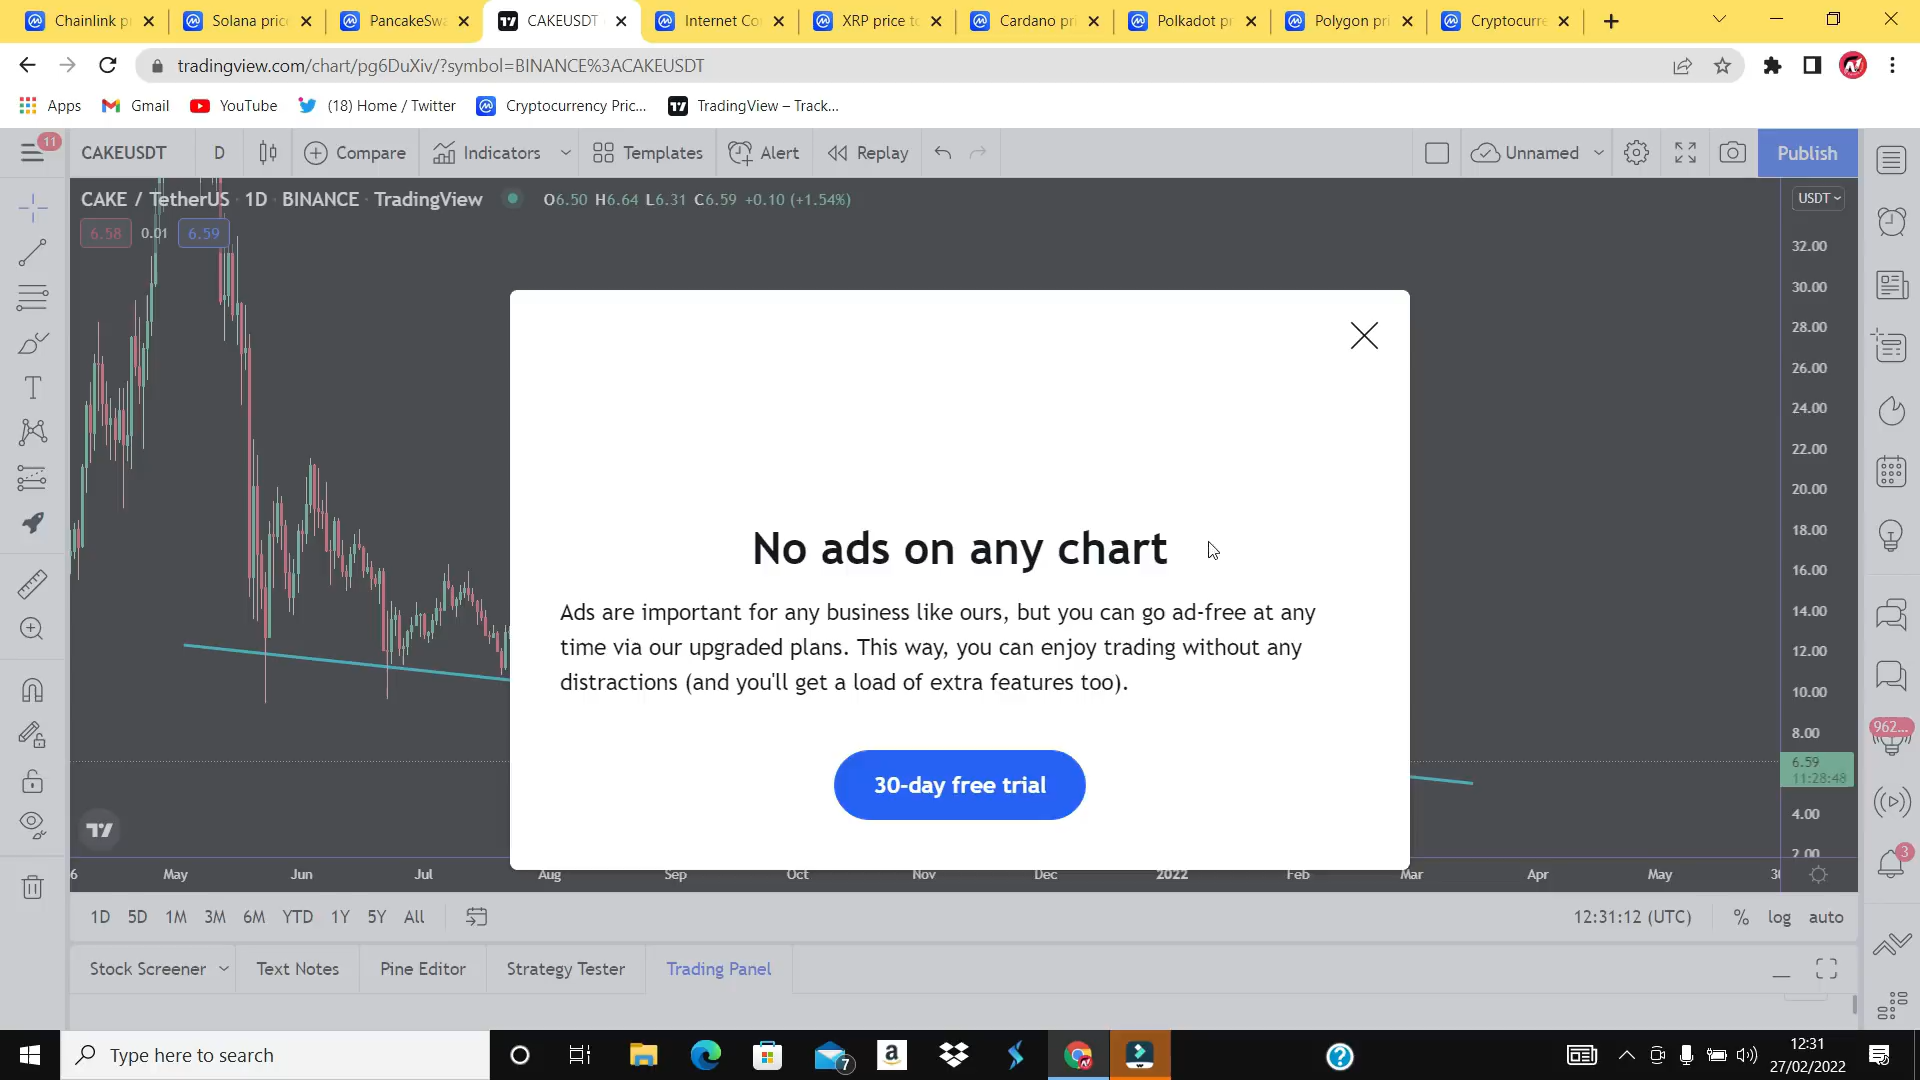 Chainlink pr
Solana price
PancakeSwa
CAKEUSDT
Internet Co
XRP price to
Cardano pri
Polkadot pr
Polygon pri
Cryptocurre
tradingview.com/chart/pg6DuXiv/?symbol=BINANCE%3ACAKEUSDT
Apps
Gmail
YouTube
(18) Home / Twitter
Cryptocurrency Pric...
TradingView – Track...
11
CAKEUSDT
D
Compare
Indicators
Templates
Alert
Replay
Unnamed
Publish
CAKE / TetherUS · 1D · BINANCE · TradingView
O6.50 H6.64 L6.31 C6.59 +0.10 (+1.54%)
USDT
6.58
0.01
6.59
32.00
30.00
28.00
26.00
24.00
22.00
20.00
18.00
16.00
14.00
12.00
10.00
8.00
6.59
11:28:48
4.00
2.00
No ads on any chart
Ads are important for any business like ours, but you can go ad-free at any
time via our upgraded plans. This way, you can enjoy trading without any
distractions (and you'll get a load of extra features too).
30-day free trial
962...
3
6
May
Jun
Jul
Aug
Sep
Oct
Nov
Dec
2022
Feb
Mar
Apr
May
1D 5D 1M 3M 6M YTD 1Y 5Y All
12:31:12 (UTC)
% log auto
Stock Screener
Text Notes
Pine Editor
Strategy Tester
Trading Panel
Type here to search
7
a
12:31
27/02/2022